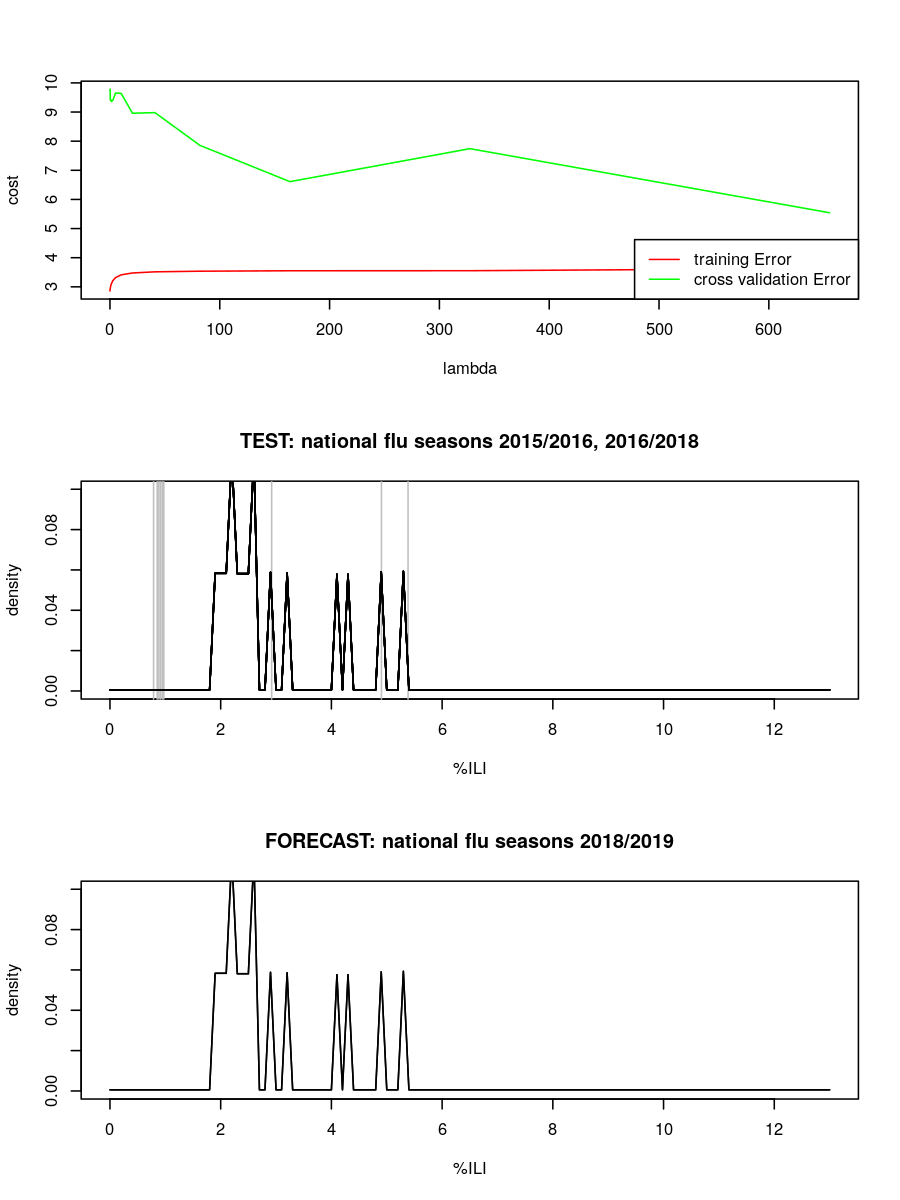 10
9
8
7
6
5
4
3
cost
training Error
cross validation Error
0 100 200 300 400 500 600
lambda
TEST: national flu seasons 2015/2016, 2016/2018
0.08
0.04
0.00
density
0 2 4 6 8 10 12
%ILI
FORECAST: national flu seasons 2018/2019
0.08
0.04
0.00
density
0 2 4 6 8 10 12
%ILI